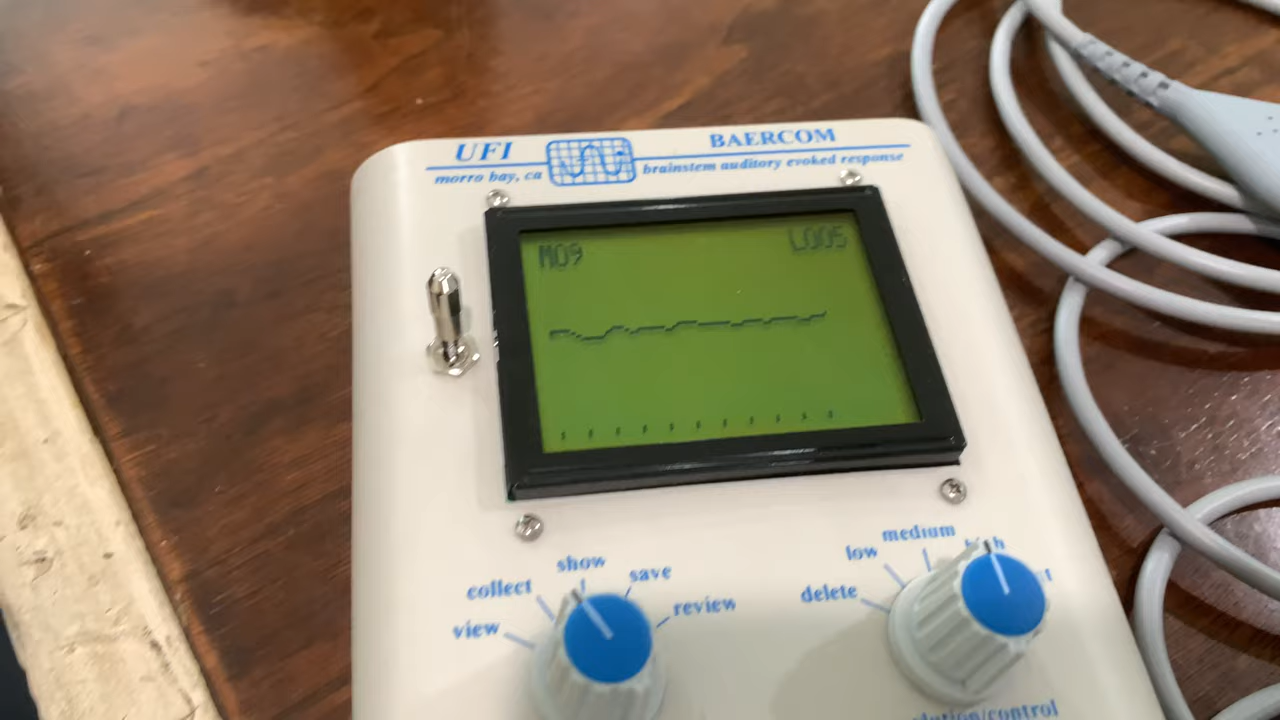 UFI
BAERCOM
morro bay, ca
brainstem auditory evoked response
M09
L005
view
collect
show
save
review
delete
low
medium